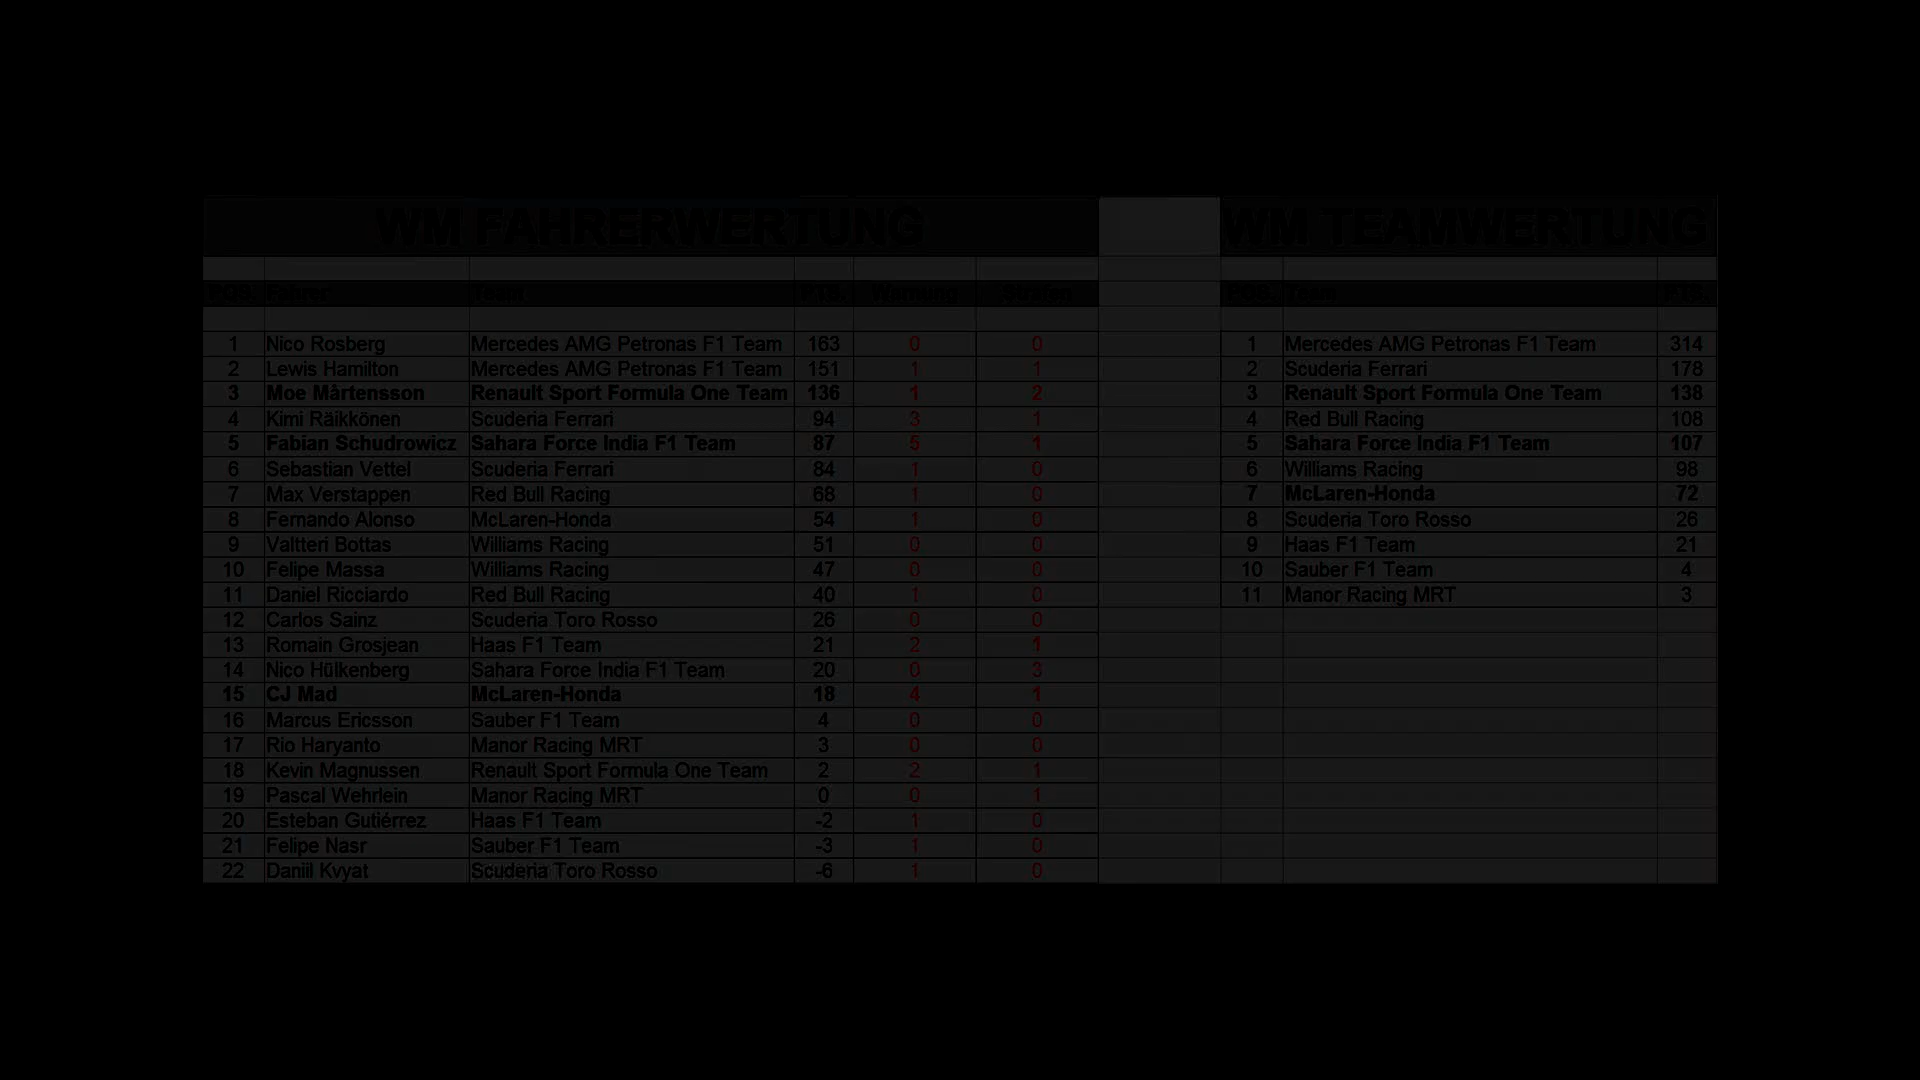 WM FAHRERWERTUNG WM TEAMWERTUNG
POS. Fahrer Team PTS. Warnung Strafen POS. Team PTS.
1 Nico Rosberg Mercedes AMG Petronas F1 Team 163 0 0 1 Mercedes AMG Petronas F1 Team 314
2 Lewis Hamilton Mercedes AMG Petronas F1 Team 151 1 1 2 Scuderia Ferrari 178
3 Moe Mårtensson Renault Sport Formula One Team 136 1 2 3 Renault Sport Formula One Team 138
4 Kimi Räikkönen Scuderia Ferrari 94 3 1 4 Red Bull Racing 108
5 Fabian Schudrowicz Sahara Force India F1 Team 87 5 1 5 Sahara Force India F1 Team 107
6 Sebastian Vettel Scuderia Ferrari 84 1 0 6 Williams Racing 98
7 Max Verstappen Red Bull Racing 68 1 0 7 McLaren-Honda 72
8 Fernando Alonso McLaren-Honda 54 1 0 8 Scuderia Toro Rosso 26
9 Valtteri Bottas Williams Racing 51 0 0 9 Haas F1 Team 21
10 Felipe Massa Williams Racing 47 0 0 10 Sauber F1 Team 4
11 Daniel Ricciardo Red Bull Racing 40 1 0 11 Manor Racing MRT 3
12 Carlos Sainz Scuderia Toro Rosso 26 0 0
13 Romain Grosjean Haas F1 Team 21 2 1
14 Nico Hülkenberg Sahara Force India F1 Team 20 0 3
15 CJ Mad McLaren-Honda 18 4 1
16 Marcus Ericsson Sauber F1 Team 4 0 0
17 Rio Haryanto Manor Racing MRT 3 0 0
18 Kevin Magnussen Renault Sport Formula One Team 2 2 1
19 Pascal Wehrlein Manor Racing MRT 0 0 1
20 Esteban Gutiérrez Haas F1 Team -2 1 0
21 Felipe Nasr Sauber F1 Team -3 1 0
22 Daniil Kvyat Scuderia Toro Rosso -6 1 0